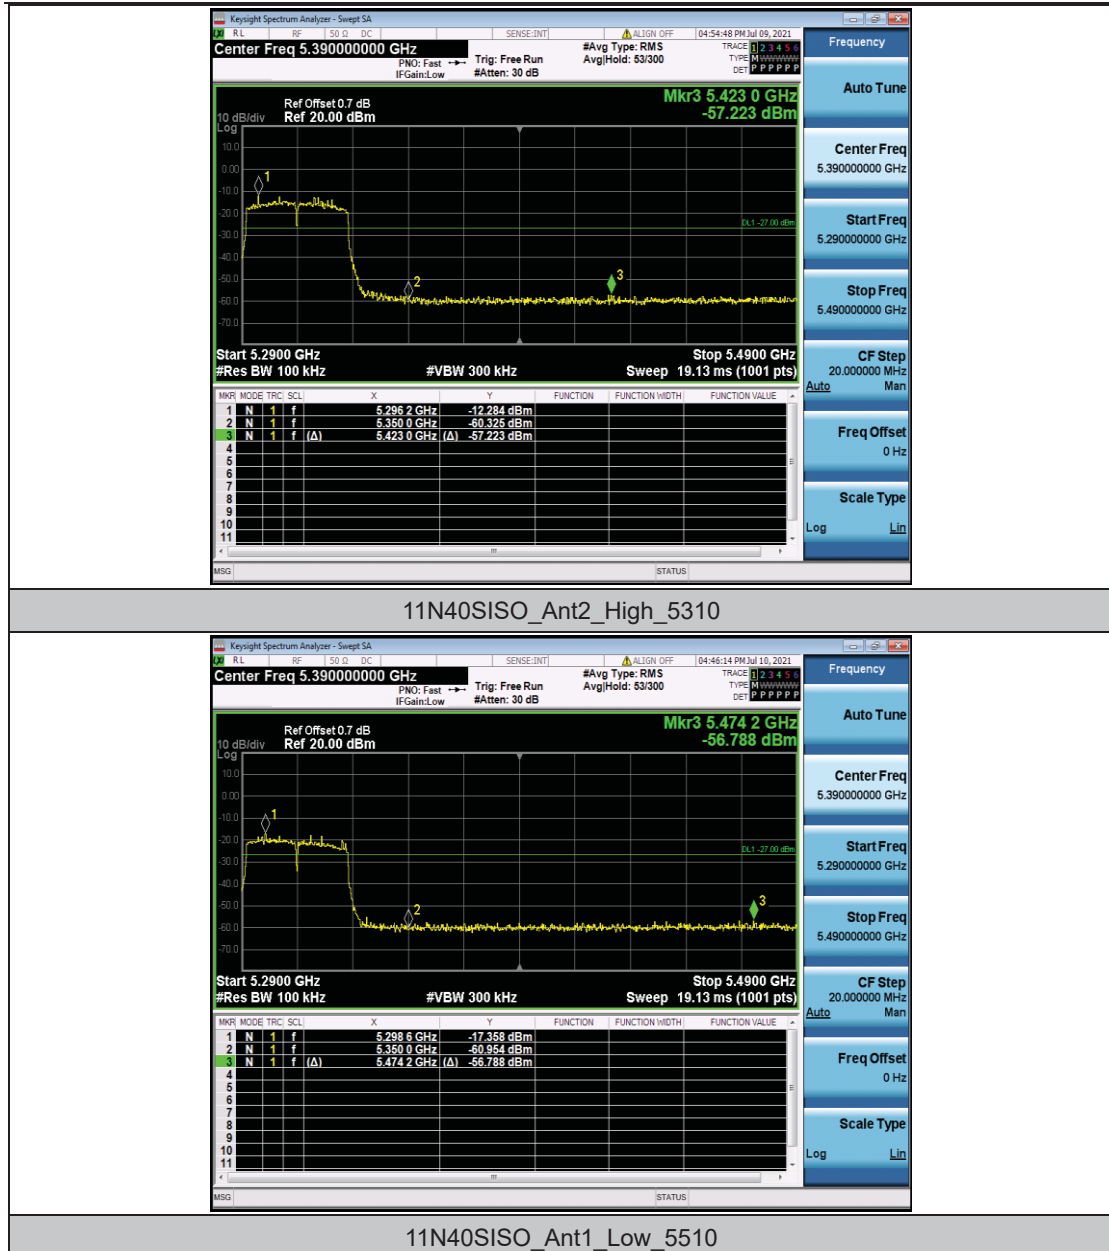 Keysight Spectrum Analyzer - Swept SA
RL RF 50 Ω DC SENSE:INT ALIGN OFF 04:54:48 PM Jul 09, 2021
Center Freq 5.390000000 GHz
PNO: Fast
IFGain:Low
Trig: Free Run
#Atten: 30 dB
#Avg Type: RMS
Avg|Hold: 53/300
TRACE 1 2 3 4 5 6
TYPE M W W W W W
DET P P P P P P
Frequency
Auto Tune
Center Freq
5.390000000 GHz
Start Freq
5.290000000 GHz
Stop Freq
5.490000000 GHz
CF Step
20.000000 MHz
Auto Man
Freq Offset
0 Hz
Scale Type
Log Lin
Mkr3 5.423 0 GHz
-57.223 dBm
Ref Offset 0.7 dB
10 dB/div Ref 20.00 dBm
Log
10.0
0.00
-10.0
-20.0
-30.0
-40.0
-50.0
-60.0
-70.0
1
2
3
DL1 -27.00 dBm
Start 5.2900 GHz Stop 5.4900 GHz
#Res BW 100 kHz #VBW 300 kHz Sweep 19.13 ms (1001 pts)
MKR MODE TRC SCL X Y FUNCTION FUNCTION WIDTH FUNCTION VALUE
1 N 1 f 5.296 2 GHz -12.284 dBm
2 N 1 f 5.350 0 GHz -60.325 dBm
3 N 1 f (Δ) 5.423 0 GHz (Δ) -57.223 dBm
4
5
6
7
8
9
10
11
MSG STATUS
11N40SISO_Ant2_High_5310
Keysight Spectrum Analyzer - Swept SA
RL RF 50 Ω DC SENSE:INT ALIGN OFF 04:46:14 PM Jul 10, 2021
Center Freq 5.390000000 GHz
PNO: Fast
IFGain:Low
Trig: Free Run
#Atten: 30 dB
#Avg Type: RMS
Avg|Hold: 53/300
TRACE 1 2 3 4 5 6
TYPE M W W W W W
DET P P P P P P
Frequency
Auto Tune
Center Freq
5.390000000 GHz
Start Freq
5.290000000 GHz
Stop Freq
5.490000000 GHz
CF Step
20.000000 MHz
Auto Man
Freq Offset
0 Hz
Scale Type
Log Lin
Mkr3 5.474 2 GHz
-56.788 dBm
Ref Offset 0.7 dB
10 dB/div Ref 20.00 dBm
Log
10.0
0.00
-10.0
-20.0
-30.0
-40.0
-50.0
-60.0
-70.0
1
2
3
DL1 -27.00 dBm
Start 5.2900 GHz Stop 5.4900 GHz
#Res BW 100 kHz #VBW 300 kHz Sweep 19.13 ms (1001 pts)
MKR MODE TRC SCL X Y FUNCTION FUNCTION WIDTH FUNCTION VALUE
1 N 1 f 5.298 6 GHz -17.358 dBm
2 N 1 f 5.350 0 GHz -60.954 dBm
3 N 1 f (Δ) 5.474 2 GHz (Δ) -56.788 dBm
4
5
6
7
8
9
10
11
MSG STATUS
11N40SISO_Ant1_Low_5510